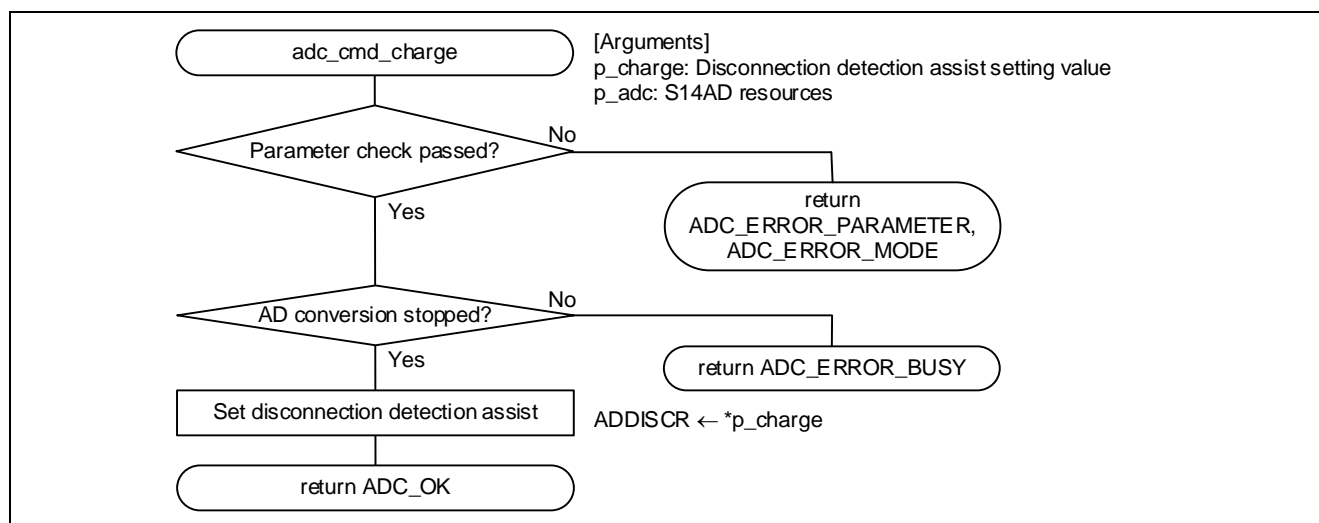 adc_cmd_charge
[Arguments]
p_charge: Disconnection detection assist setting value
p_adc: S14AD resources
Parameter check passed?
No
Yes
return
ADC_ERROR_PARAMETER,
ADC_ERROR_MODE
AD conversion stopped?
No
Yes
return ADC_ERROR_BUSY
Set disconnection detection assist
ADDISCR ← *p_charge
return ADC_OK